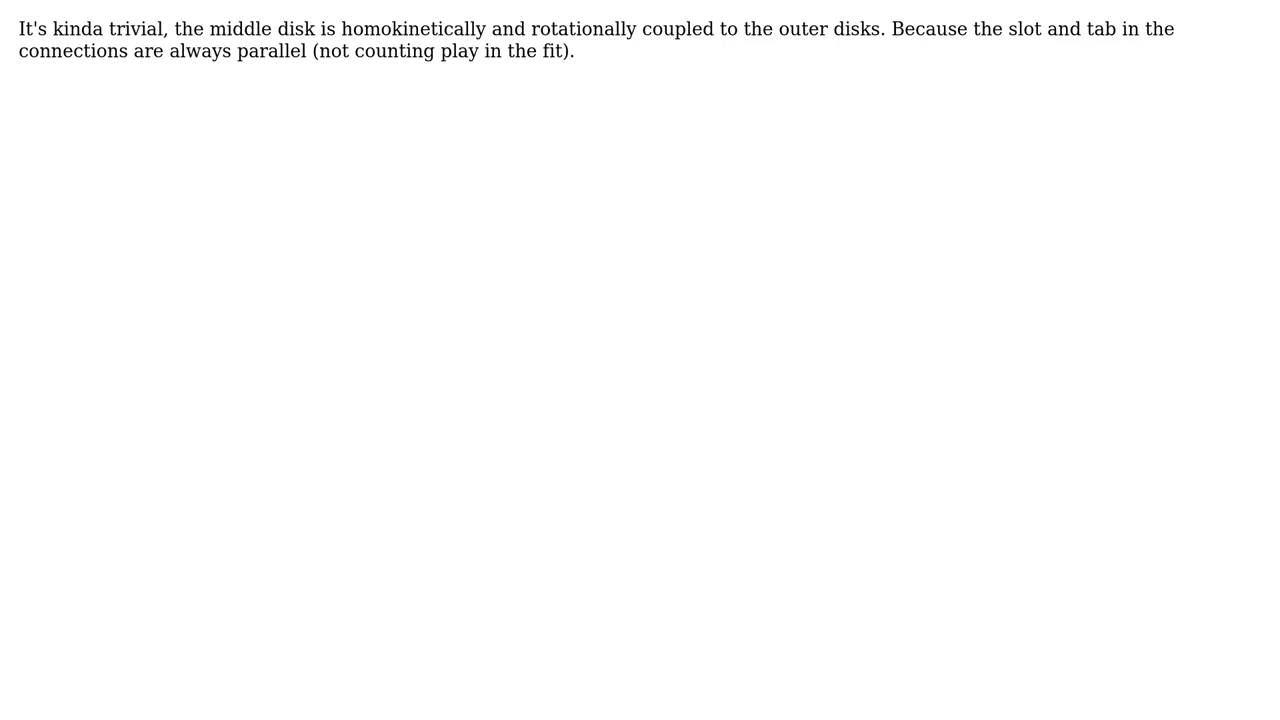 It's kinda trivial, the middle disk is homokinetically and rotationally coupled to the outer disks. Because the slot and tab in the
connections are always parallel (not counting play in the fit).